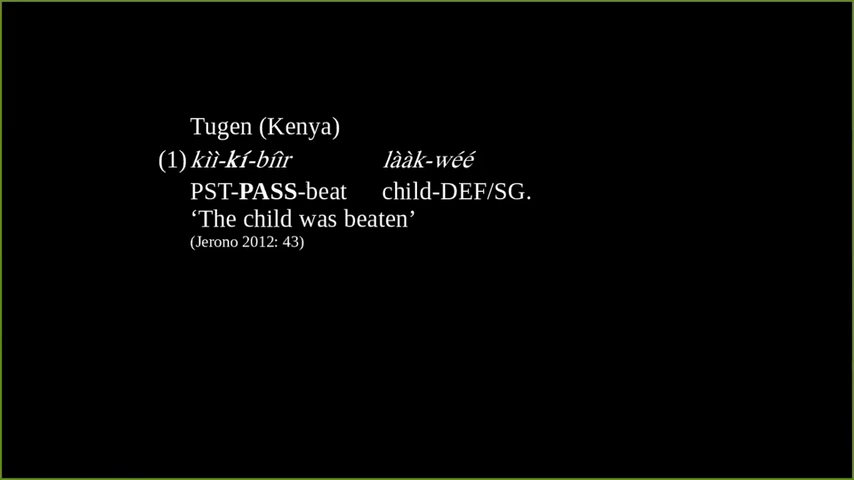 Tugen (Kenya)
(1) kìì-kí-bîîr lààk-wéé
PST-PASS-beat child-DEF/SG.
‘The child was beaten’
(Jerono 2012: 43)